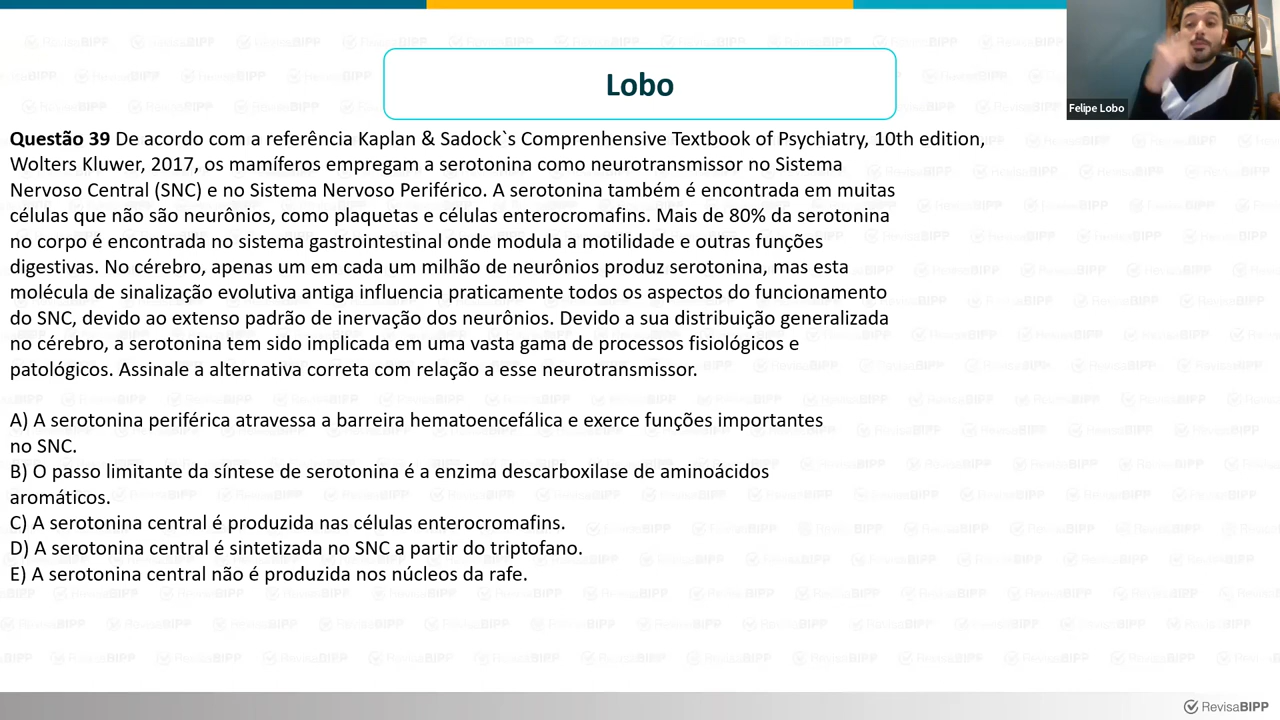 Lobo
Felipe Lobo
Questão 39 De acordo com a referência Kaplan & Sadock`s Comprenhensive Textbook of Psychiatry, 10th edition,
Wolters Kluwer, 2017, os mamíferos empregam a serotonina como neurotransmissor no Sistema
Nervoso Central (SNC) e no Sistema Nervoso Periférico. A serotonina também é encontrada em muitas
células que não são neurônios, como plaquetas e células enterocromafins. Mais de 80% da serotonina
no corpo é encontrada no sistema gastrointestinal onde modula a motilidade e outras funções
digestivas. No cérebro, apenas um em cada um milhão de neurônios produz serotonina, mas esta
molécula de sinalização evolutiva antiga influencia praticamente todos os aspectos do funcionamento
do SNC, devido ao extenso padrão de inervação dos neurônios. Devido a sua distribuição generalizada
no cérebro, a serotonina tem sido implicada em uma vasta gama de processos fisiológicos e
patológicos. Assinale a alternativa correta com relação a esse neurotransmissor.
A) A serotonina periférica atravessa a barreira hematoencefálica e exerce funções importantes
no SNC.
B) O passo limitante da síntese de serotonina é a enzima descarboxilase de aminoácidos
aromáticos.
C) A serotonina central é produzida nas células enterocromafins.
D) A serotonina central é sintetizada no SNC a partir do triptofano.
E) A serotonina central não é produzida nos núcleos da rafe.
RevisaBIPP